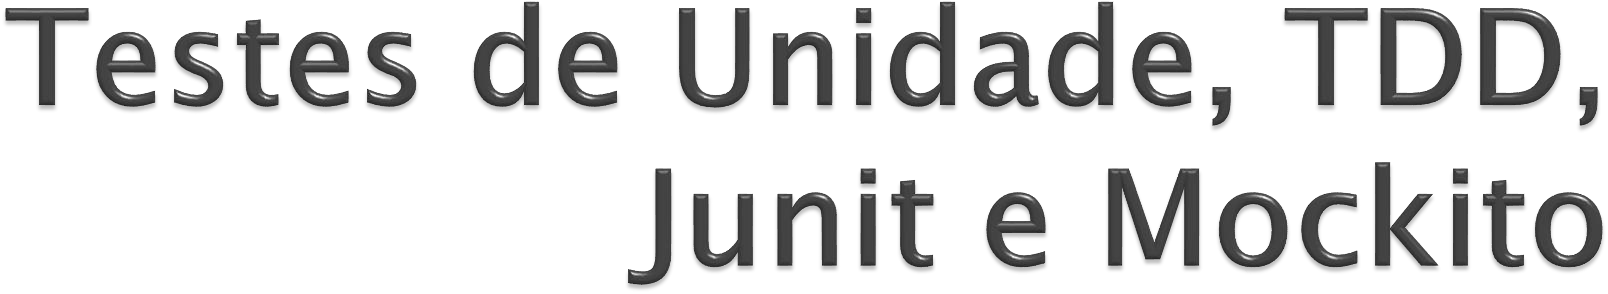 Testes de Unidade, TDD,
Junit e Mockito